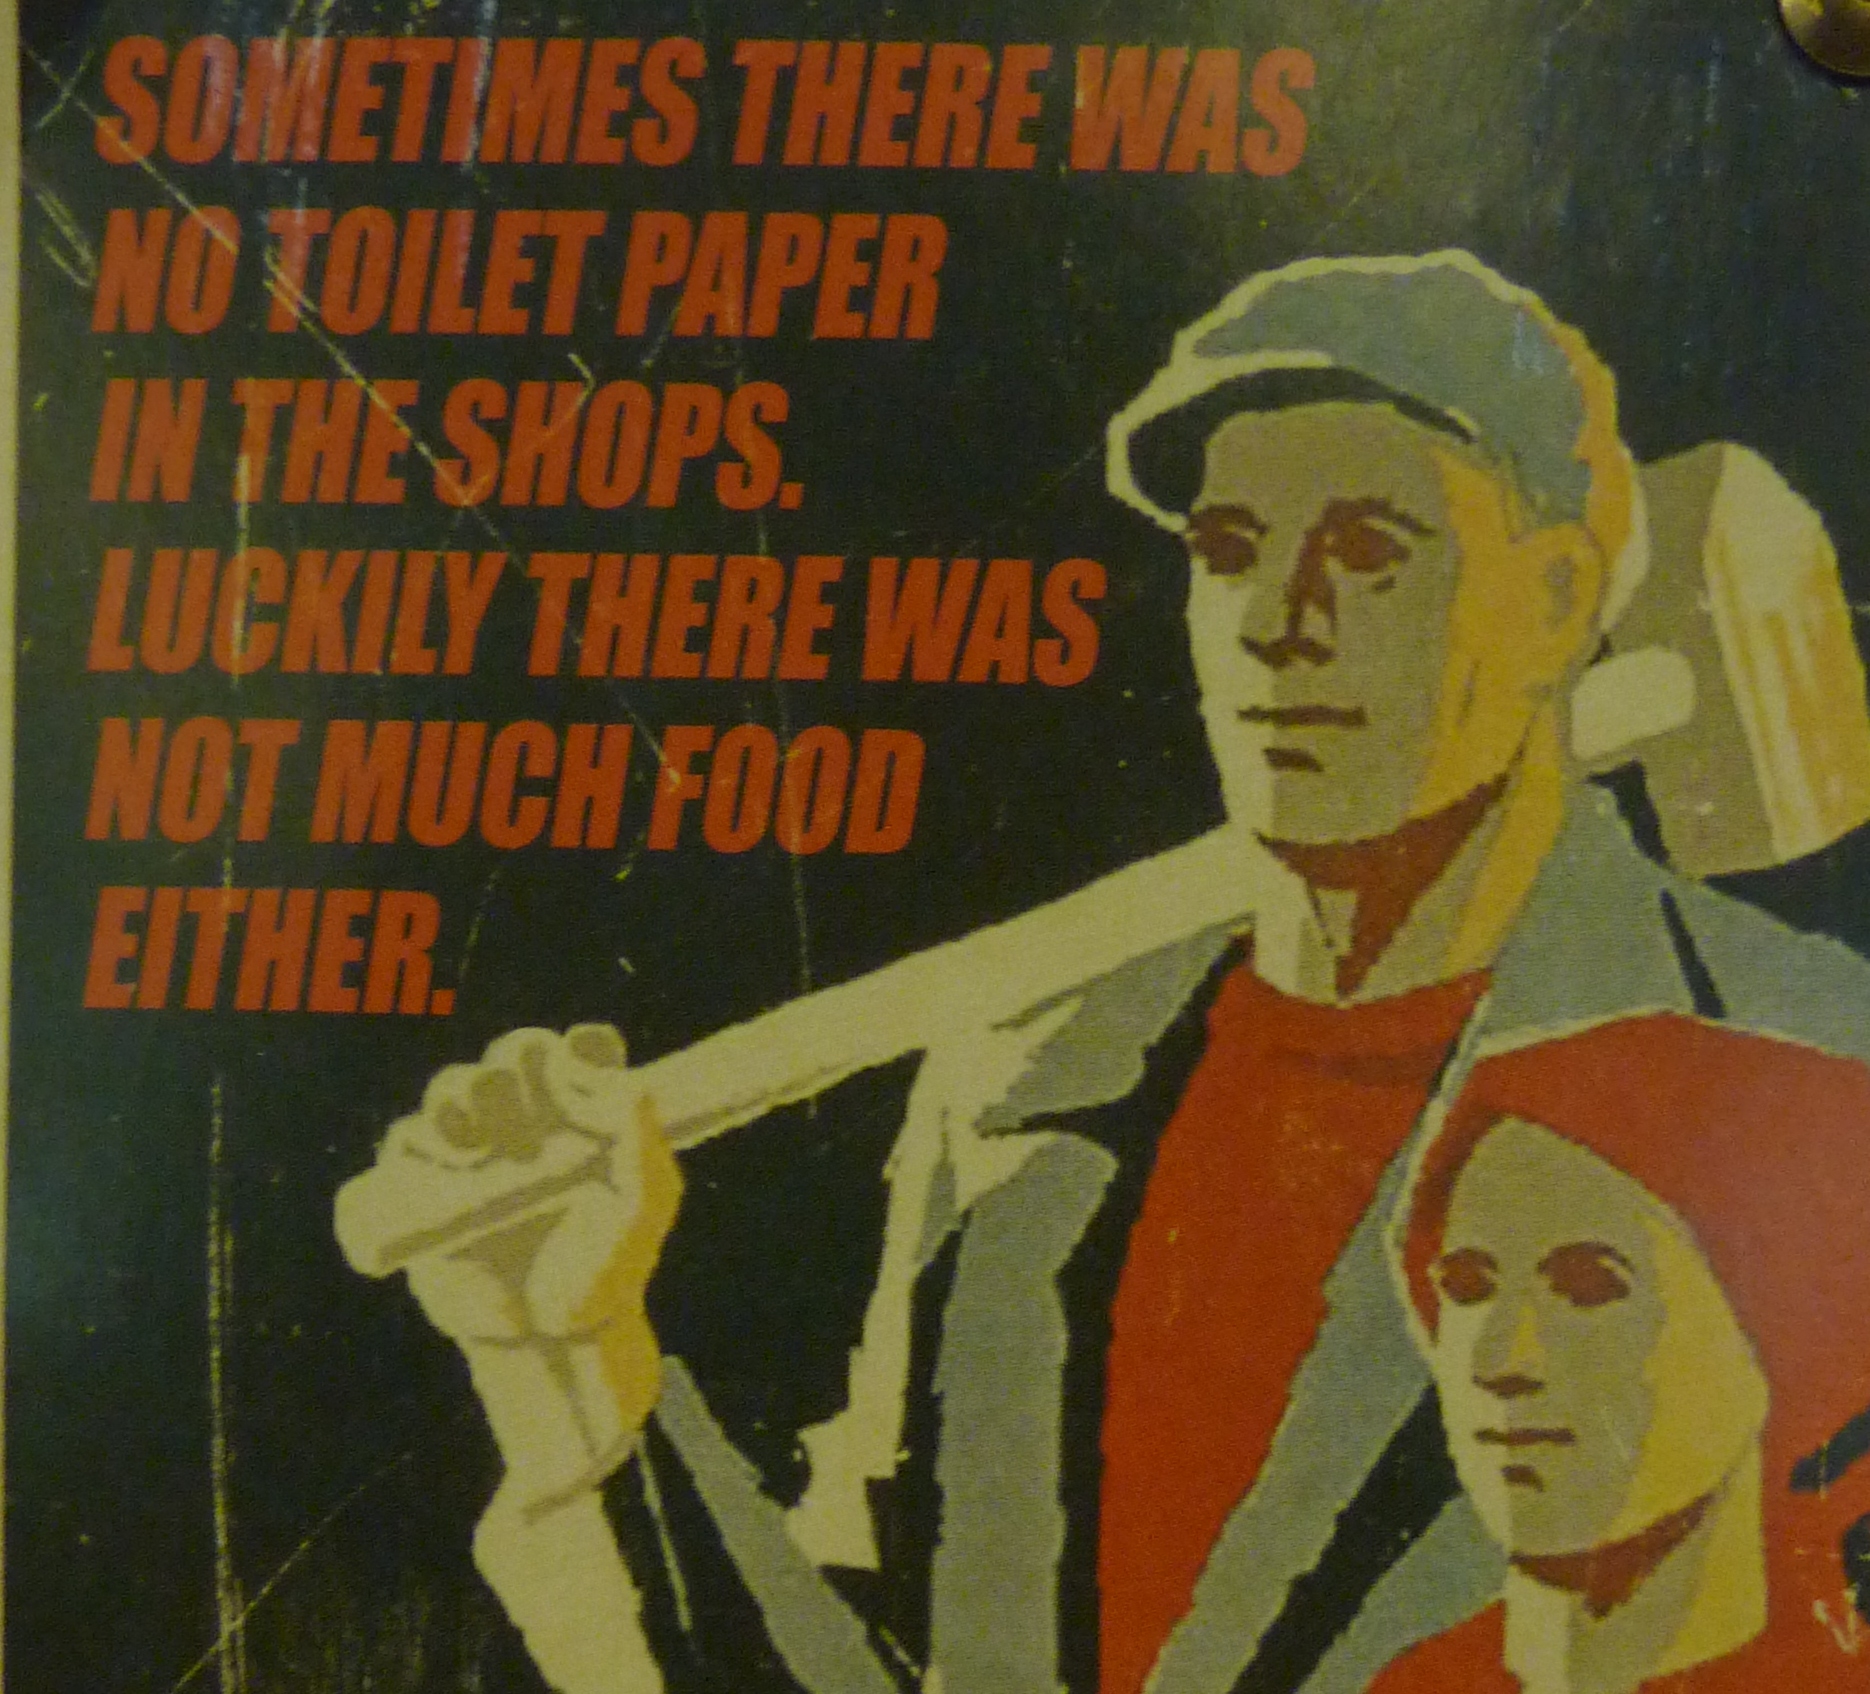 SOMETIMES THERE WAS
NO TOILET PAPER
IN THE SHOPS.
LUCKILY THERE WAS
NOT MUCH FOOD
EITHER.